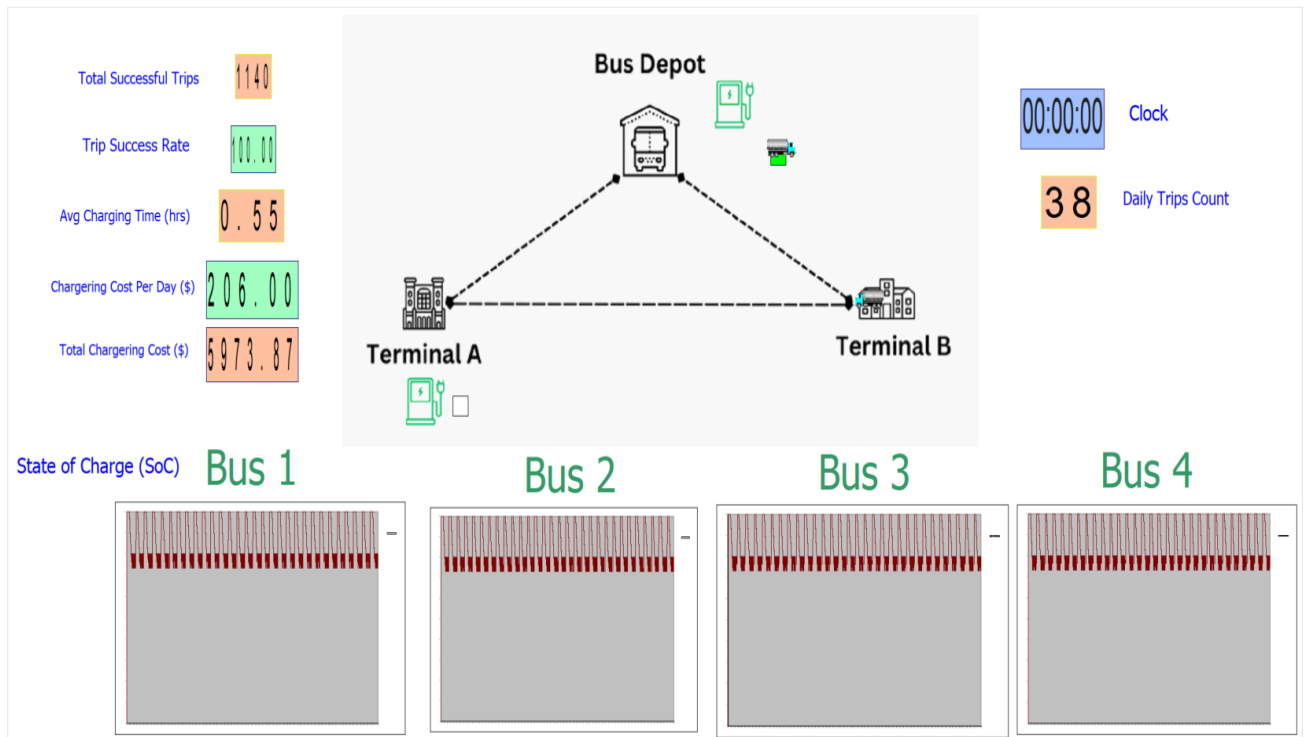 Total Successful Trips
1140
Trip Success Rate
100.00
Avg Charging Time (hrs)
0.55
Chargering Cost Per Day ($)
206.00
Total Chargering Cost ($)
5973.87
Bus Depot
Terminal A
Terminal B
00:00:00
Clock
38
Daily Trips Count
State of Charge (SoC)
Bus 1
Bus 2
Bus 3
Bus 4